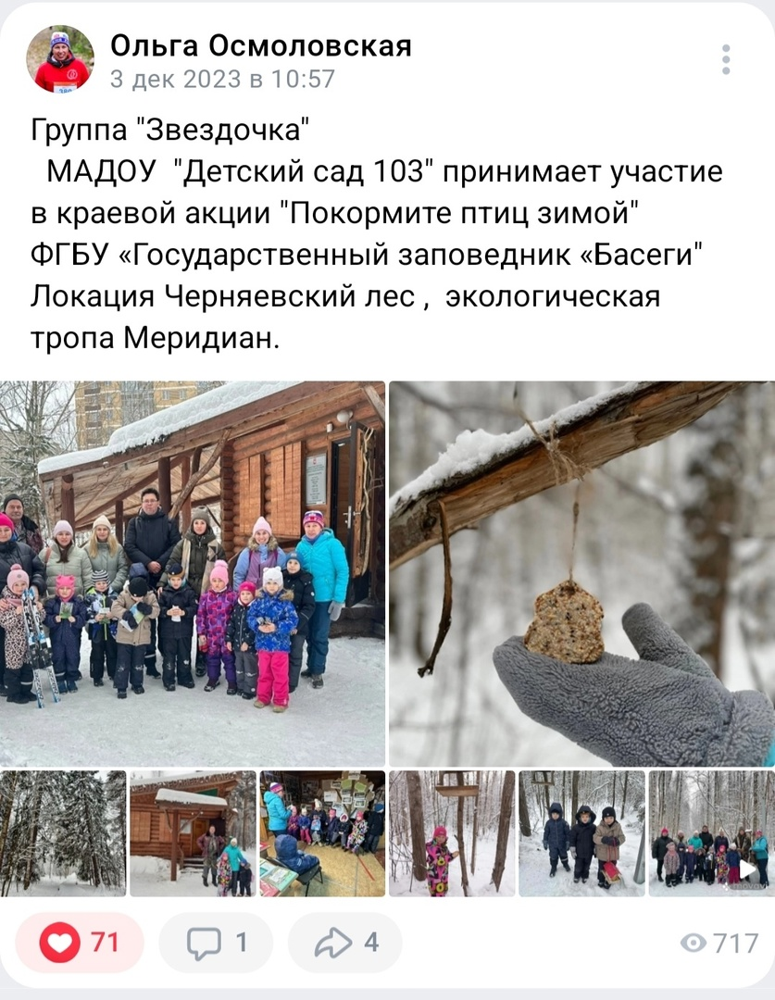 Ольга Осмоловская
3 дек 2023 в 10:57
Группа "Звездочка"
МАДОУ "Детский сад 103" принимает участие
в краевой акции "Покормите птиц зимой"
ФГБУ «Государственный заповедник «Басеги"
Локация Черняевский лес , экологическая
тропа Меридиан.
71
1
4
717